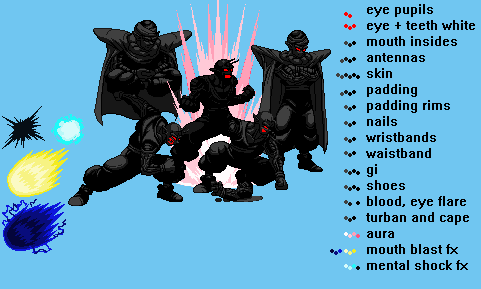 eye pupils
eye + teeth white
mouth insides
antennas
skin
padding
padding rims
nails
wristbands
waistband
gi
shoes
blood, eye flare
turban and cape
aura
mouth blast fx
mental shock fx